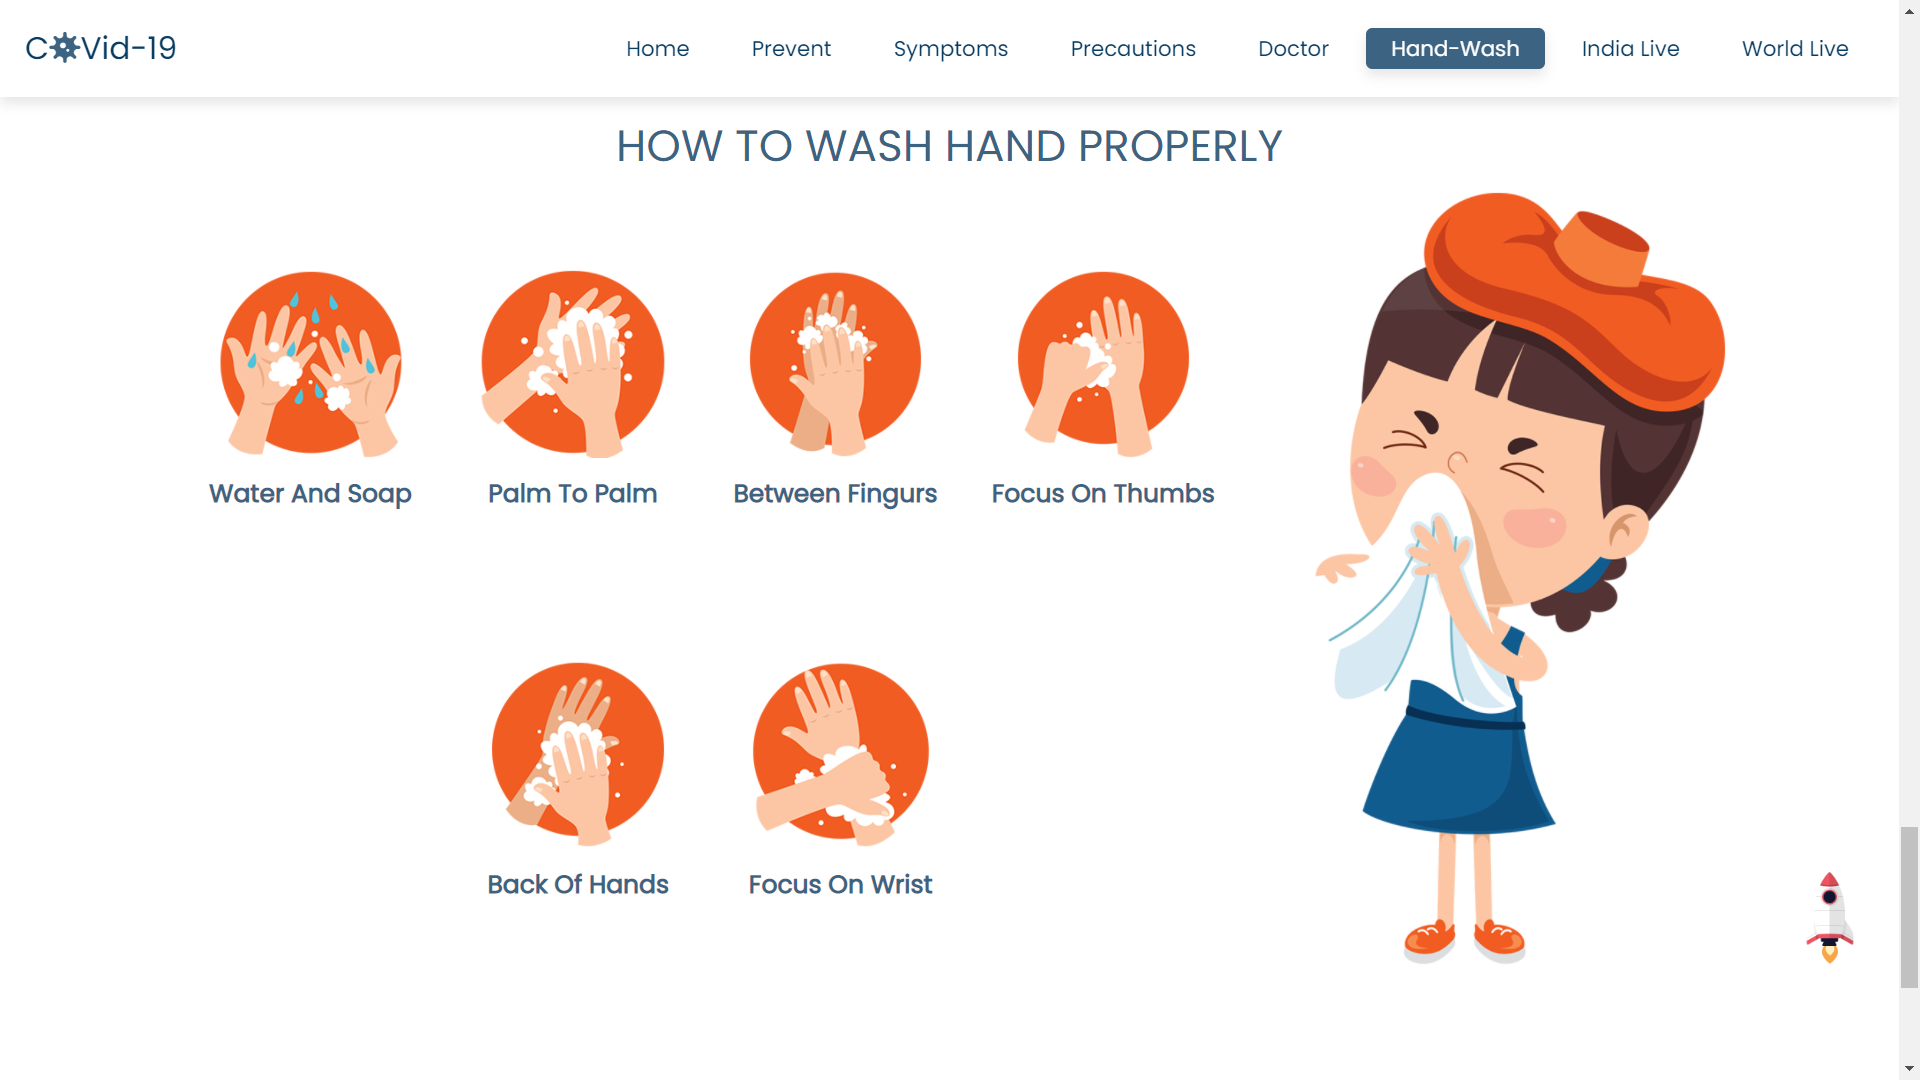 COVid-19
Home
Prevent
Symptoms
Precautions
Doctor
Hand-Wash
India Live
World Live
HOW TO WASH HAND PROPERLY
Water And Soap
Palm To Palm
Between Fingurs
Focus On Thumbs
Back Of Hands
Focus On Wrist